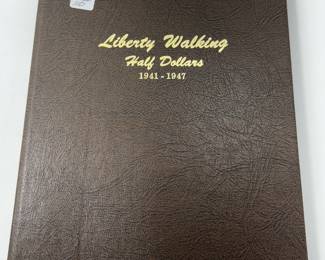 Liberty Walking
Half Dollars
1941 - 1947